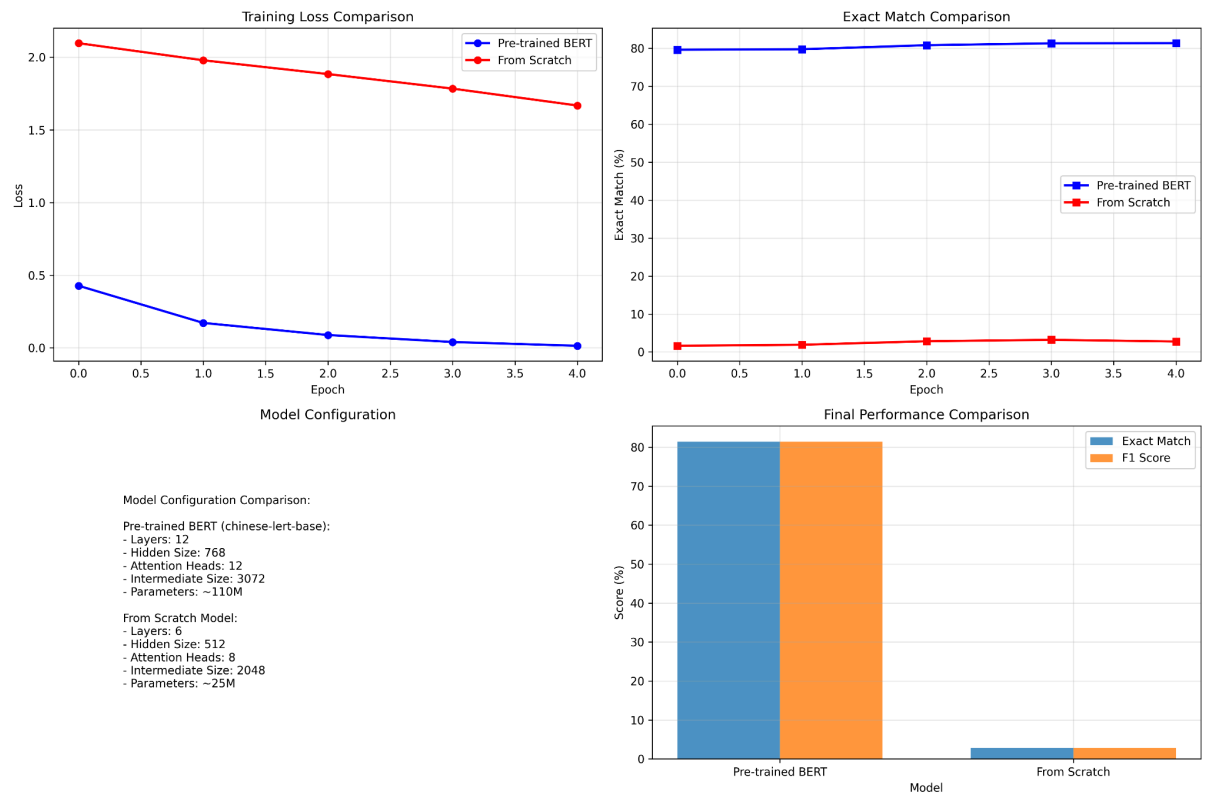 Training Loss Comparison
2.0
1.5
1.0
0.5
0.0
Loss
0.0 0.5 1.0 1.5 2.0 2.5 3.0 3.5 4.0
Epoch
Pre-trained BERT
From Scratch
Exact Match Comparison
80
70
60
50
40
30
20
10
0
Exact Match (%)
0.0 0.5 1.0 1.5 2.0 2.5 3.0 3.5 4.0
Epoch
Pre-trained BERT
From Scratch
Model Configuration
Model Configuration Comparison:
Pre-trained BERT (chinese-lert-base):
- Layers: 12
- Hidden Size: 768
- Attention Heads: 12
- Intermediate Size: 3072
- Parameters: ~110M
From Scratch Model:
- Layers: 6
- Hidden Size: 512
- Attention Heads: 8
- Intermediate Size: 2048
- Parameters: ~25M
Final Performance Comparison
80
70
60
50
40
30
20
10
0
Score (%)
Exact Match
F1 Score
Pre-trained BERT From Scratch
Model